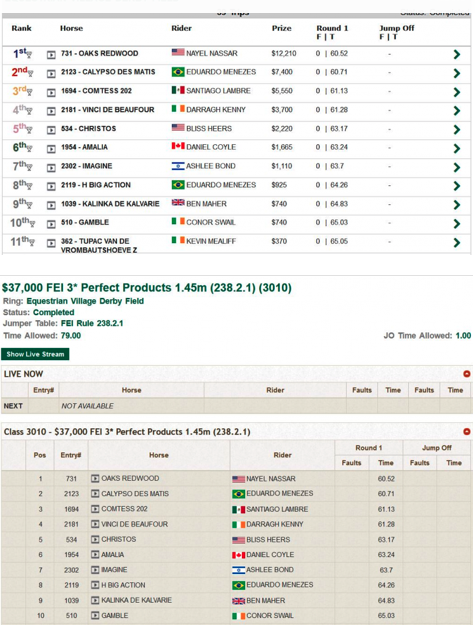 Rank Horse Rider Prize Round 1 F | T Jump Off F | T
1st 731 - OAKS REDWOOD NAYEL NASSAR $12,210 0 | 60.52 -
2nd 2123 - CALYPSO DES MATIS EDUARDO MENEZES $7,400 0 | 60.71 -
3rd 1694 - COMTESS 202 SANTIAGO LAMBRE $5,550 0 | 61.13 -
4th 2181 - VINCI DE BEAUFOUR DARRAGH KENNY $3,700 0 | 61.28 -
5th 534 - CHRISTOS BLISS HEERS $2,220 0 | 63.17 -
6th 1954 - AMALIA DANIEL COYLE $1,665 0 | 63.24 -
7th 2302 - IMAGINE ASHLEE BOND $1,110 0 | 63.7 -
8th 2119 - H BIG ACTION EDUARDO MENEZES $925 0 | 64.26 -
9th 1039 - KALINKA DE KALVARIE BEN MAHER $740 0 | 64.83 -
10th 510 - GAMBLE CONOR SWAIL $740 0 | 65.03 -
11th 362 - TUPAC VAN DE KEVIN MEALIFF $370 0 | 65.05 -
VROMBAUTSHOEVE Z
$37,000 FEI 3* Perfect Products 1.45m (238.2.1) (3010)
Ring: Equestrian Village Derby Field
Status: Completed
Jumper Table: FEI Rule 238.2.1
Time Allowed: 79.00 JO Time Allowed: 1.00
Show Live Stream
LIVE NOW
Entry# Horse Rider Faults Time Faults Time
NEXT NOT AVAILABLE
Class 3010 - $37,000 FEI 3* Perfect Products 1.45m (238.2.1)
Round 1 Jump Off
Pos Entry# Horse Rider Faults Time Faults Time
1 731 OAKS REDWOOD NAYEL NASSAR 60.52
2 2123 CALYPSO DES MATIS EDUARDO MENEZES 60.71
3 1694 COMTESS 202 SANTIAGO LAMBRE 61.13
4 2181 VINCI DE BEAUFOUR DARRAGH KENNY 61.28
5 534 CHRISTOS BLISS HEERS 63.17
6 1954 AMALIA DANIEL COYLE 63.24
7 2302 IMAGINE ASHLEE BOND 63.7
8 2119 H BIG ACTION EDUARDO MENEZES 64.26
9 1039 KALINKA DE KALVARIE BEN MAHER 64.83
10 510 GAMBLE CONOR SWAIL 65.03